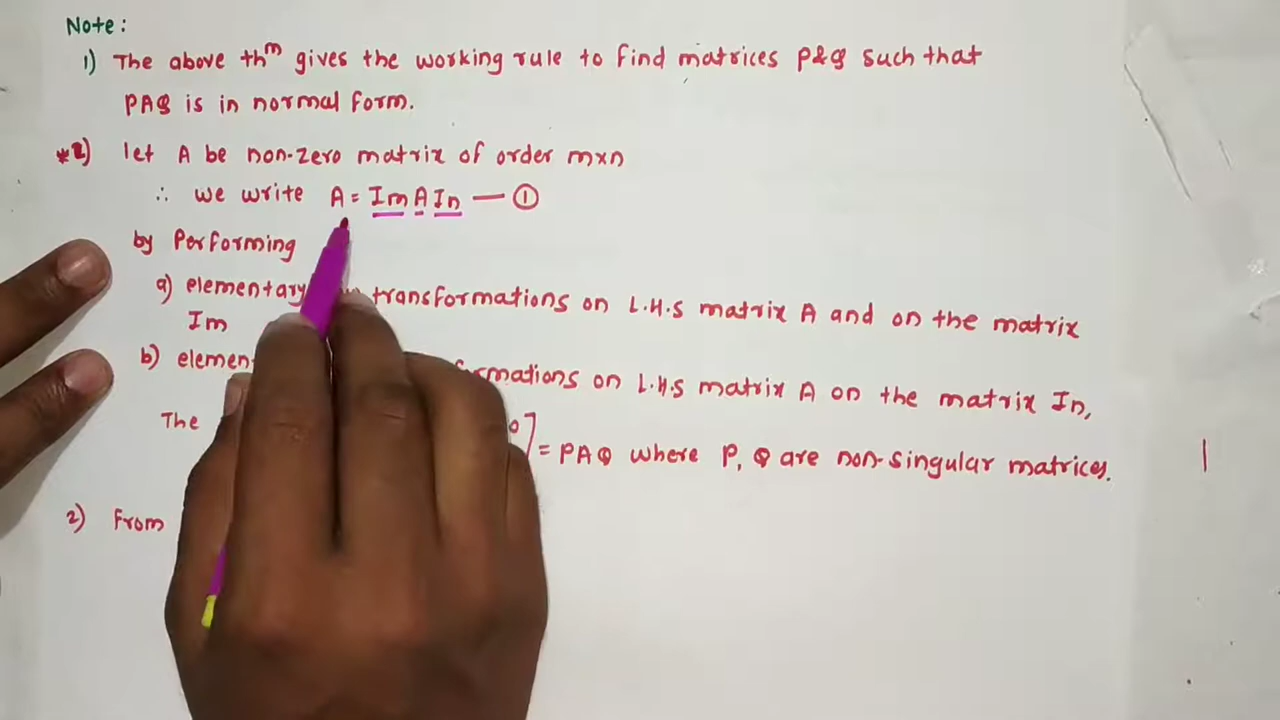 Note:
1) The above thm gives the working rule to find matrices P&Q such that
PAQ is in normal form.
*2) let A be non-zero matrix of order mxn
∴ we write A = Im A In — ①
by Performing
a) elementary transformations on L.H.S matrix A and on the matrix
Im
b) on L.H.S matrix A on the matrix In,
The = PAQ where P, Q are non-singular matrices.
2) From